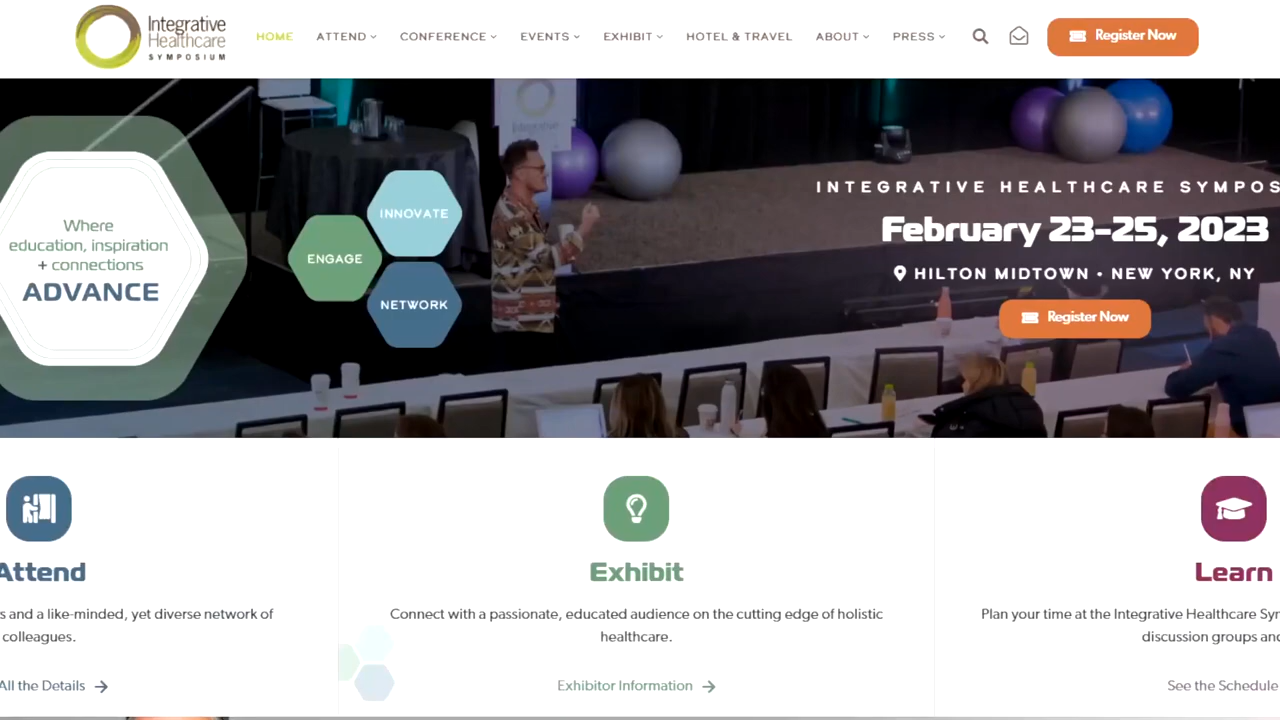 Integrative
Healthcare
SYMPOSIUM
HOME
ATTEND
CONFERENCE
EVENTS
EXHIBIT
HOTEL & TRAVEL
ABOUT
PRESS
Register Now
Where
education, inspiration
+ connections
ADVANCE
INNOVATE
ENGAGE
NETWORK
INTEGRATIVE HEALTHCARE SYMPOS
February 23-25, 2023
HILTON MIDTOWN • NEW YORK, NY
Register Now
Attend
s and a like-minded, yet diverse network of
colleagues.
All the Details
Exhibit
Connect with a passionate, educated audience on the cutting edge of holistic
healthcare.
Exhibitor Information
Learn
Plan your time at the Integrative Healthcare Sy
discussion groups and
See the Schedule